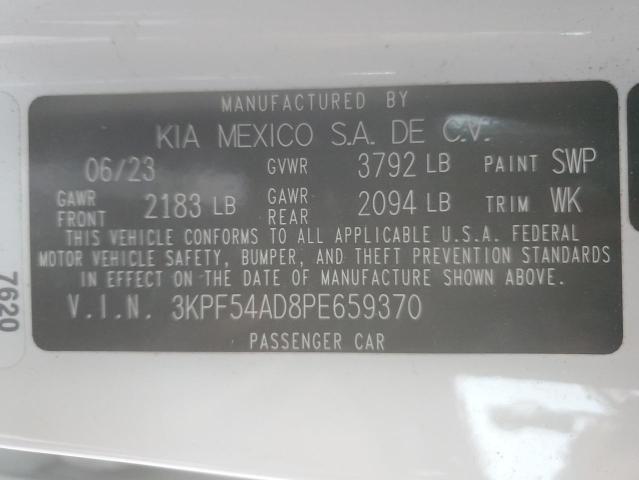 MANUFACTURED BY
KIA MEXICO S.A. DE C.V.
06/23 GVWR 3792 LB PAINT SWP
GAWR FRONT 2183 LB GAWR REAR 2094 LB TRIM WK
THIS VEHICLE CONFORMS TO ALL APPLICABLE U.S.A. FEDERAL
MOTOR VEHICLE SAFETY, BUMPER, AND THEFT PREVENTION STANDARDS
IN EFFECT ON THE DATE OF MANUFACTURE SHOWN ABOVE.
V.I.N. 3KPF54AD8PE659370
PASSENGER CAR
7620